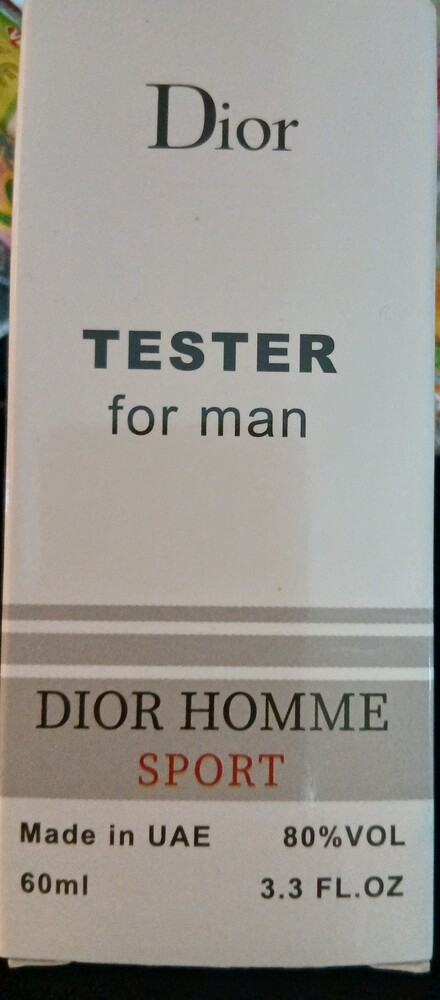 Dior
TESTER
for man
DIOR HOMME
SPORT
Made in UAE 80%VOL
60ml 3.3 FL.OZ